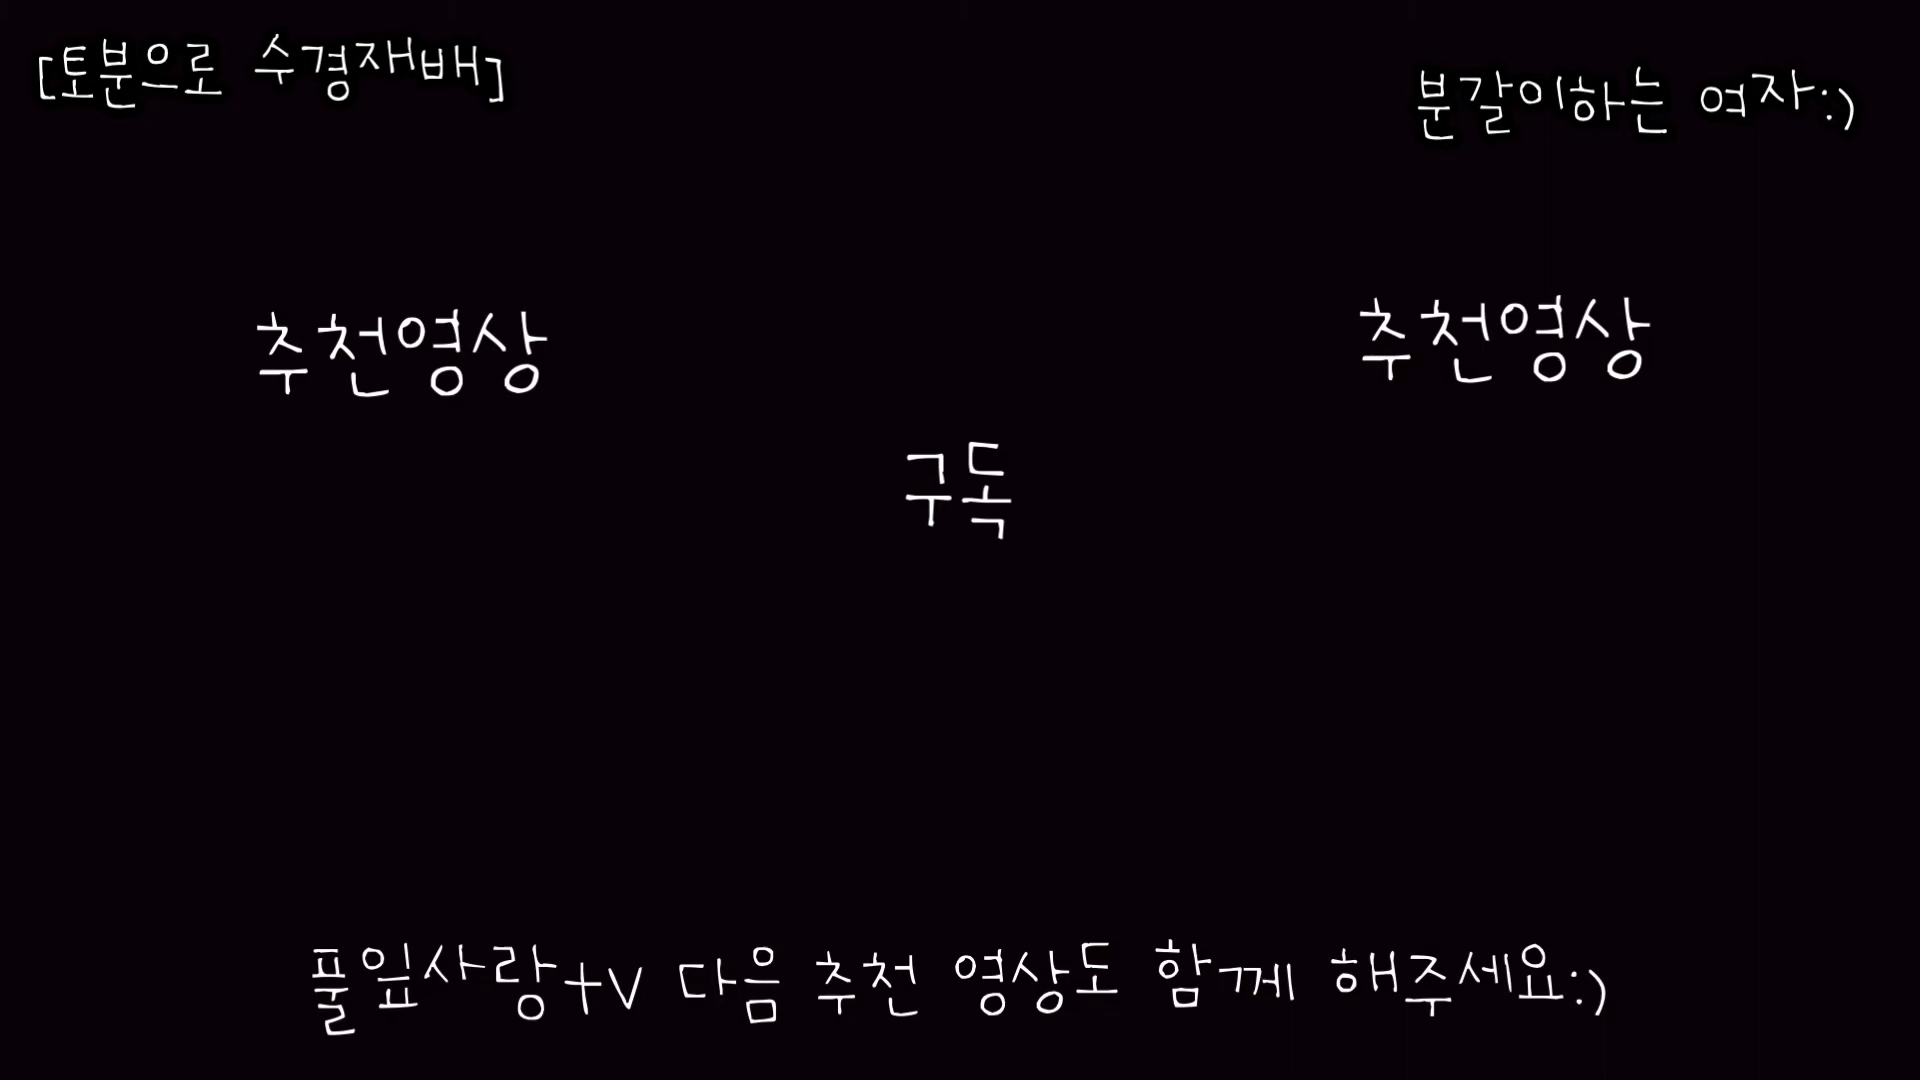 [토분으로 수경재배]
분갈이하는 여자:)
추천영상
추천영상
구독
풀잎사랑tv 다음 추천 영상도 함께 해주세요:)